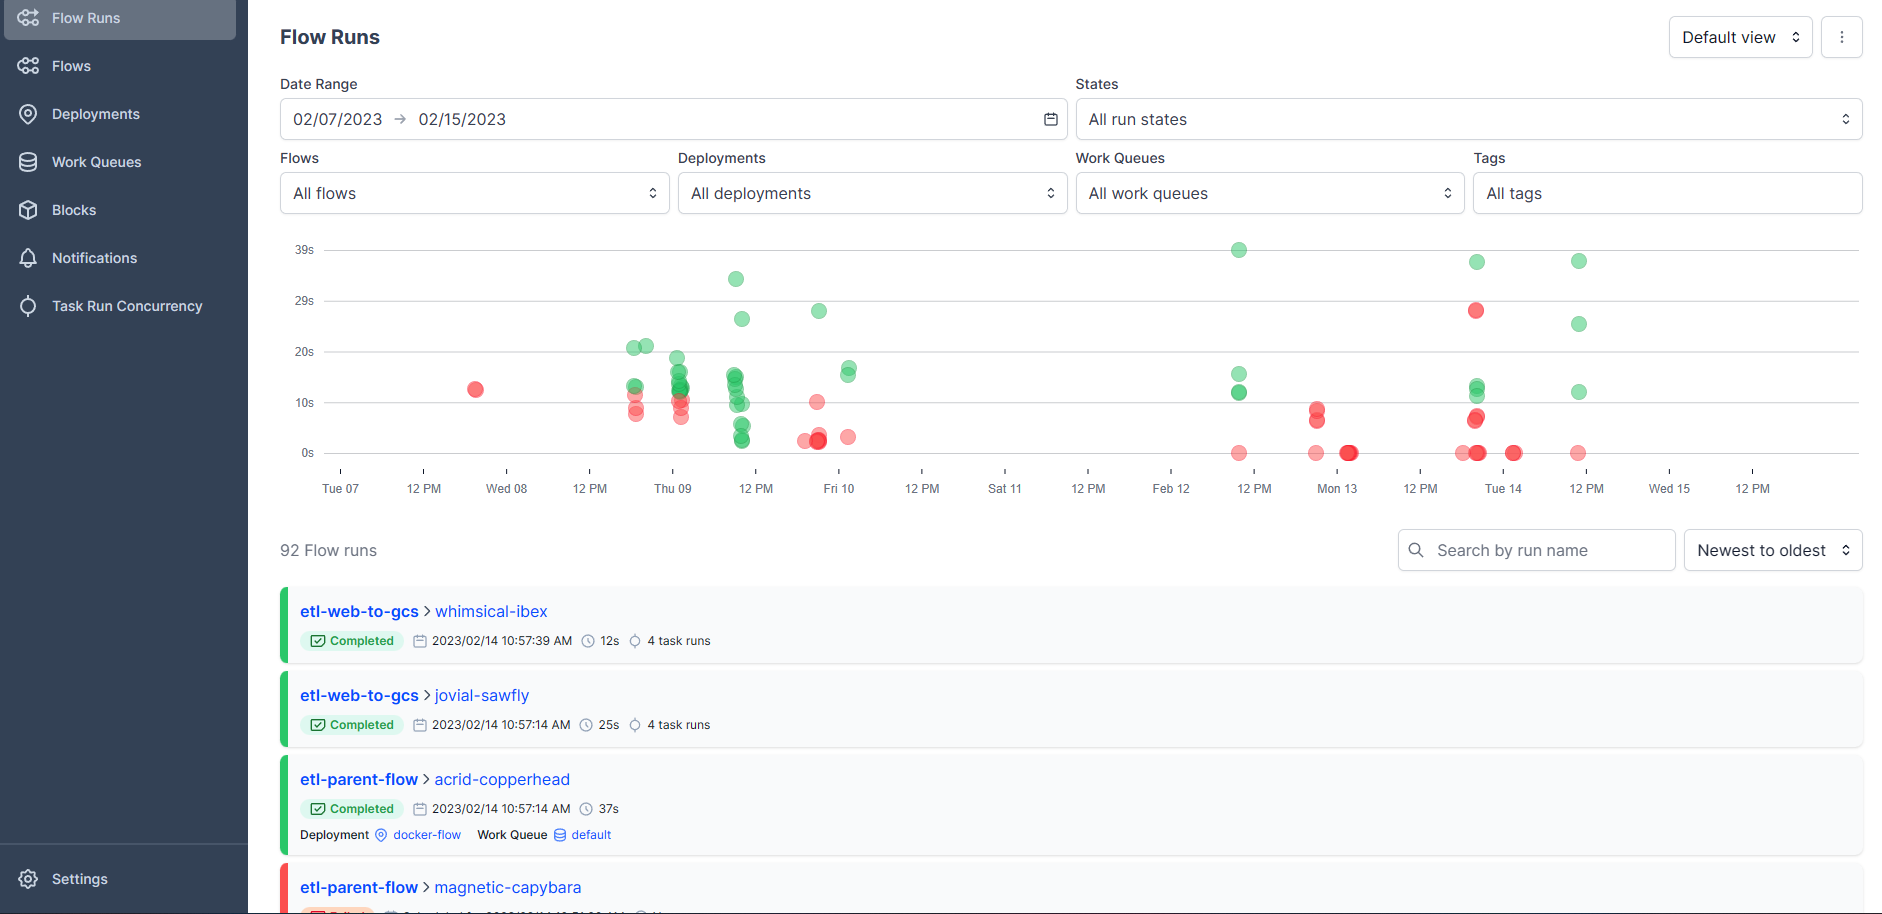 Flow Runs
Flows
Deployments
Work Queues
Blocks
Notifications
Task Run Concurrency
Settings
Flow Runs
Default view
Date Range
States
02/07/2023 → 02/15/2023
All run states
Flows
Deployments
Work Queues
Tags
All flows
All deployments
All work queues
All tags
39s
29s
20s
10s
0s
Tue 07 12 PM Wed 08 12 PM Thu 09 12 PM Fri 10 12 PM Sat 11 12 PM Feb 12 12 PM Mon 13 12 PM Tue 14 12 PM Wed 15 12 PM
92 Flow runs
Search by run name
Newest to oldest
etl-web-to-gcs > whimsical-ibex
Completed 2023/02/14 10:57:39 AM 12s 4 task runs
etl-web-to-gcs > jovial-sawfly
Completed 2023/02/14 10:57:14 AM 25s 4 task runs
etl-parent-flow > acrid-copperhead
Completed 2023/02/14 10:57:14 AM 37s
Deployment docker-flow Work Queue default
etl-parent-flow > magnetic-capybara